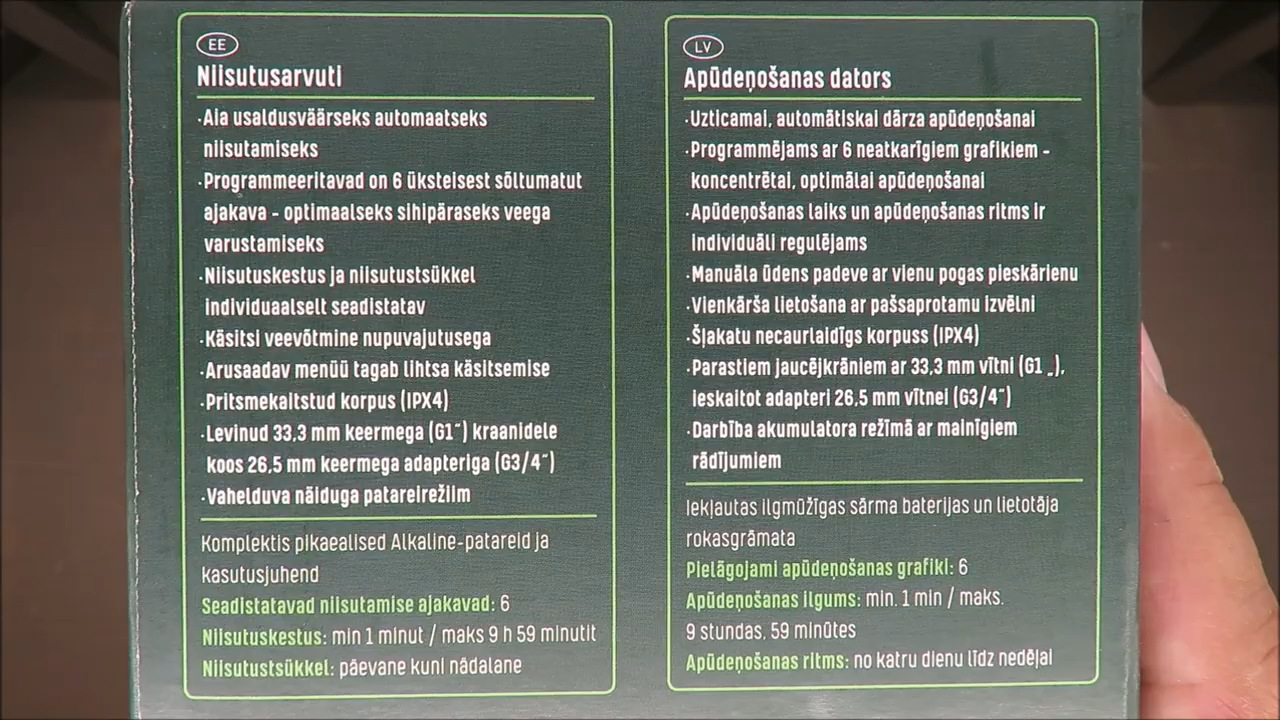 EE
Niisutusarvuti
·Aia usaldusväärseks automaatseks
niisutamiseks
·Programmeeritavad on 6 üksteisest sõltumatut
ajakava - optimaalseks sihipäraseks veega
varustamiseks
·Niisutuskestus ja niisutustsükkel
individuaalselt seadistatav
·Käsitsi veevõtmine nupuvajutusega
·Arusaadav menüü tagab lihtsa käsitsemise
·Pritsmekaitstud korpus (IPX4)
·Levinud 33,3 mm keermega (G1˝) kraanidele
koos 26,5 mm keermega adapteriga (G3/4˝)
·Vahelduva näiduga patareirežiim
Komplektis pikaealised Alkaline-patareid ja
kasutusjuhend
Seadistatavad niisutamise ajakavad: 6
Niisutuskestus: min 1 minut / maks 9 h 59 minutit
Niisutustsükkel: päevane kuni nädalane
LV
Apūdeņošanas dators
·Uzticamai, automātiskai dārza apūdeņošanai
·Programmējams ar 6 neatkarīgiem grafikiem -
koncentrētai, optimālai apūdeņošanai
·Apūdeņošanas laiks un apūdeņošanas ritms ir
individuāli regulējams
·Manuāla ūdens padeve ar vienu pogas pieskārienu
·Vienkārša lietošana ar pašsaprotamu izvēlni
·Šļakatu necaurlaidīgs korpuss (IPX4)
·Parastiem jaucējkrāniem ar 33,3 mm vītni (G1 „),
ieskaitot adapteri 26,5 mm vītnei (G3/4˝)
·Darbība akumulatora režīmā ar mainīgiem
rādījumiem
Iekļautas ilgmūžīgas sārma baterijas un lietotāja
rokasgrāmata
Pielāgojami apūdeņošanas grafiki: 6
Apūdeņošanas ilgums: min. 1 min / maks.
9 stundas, 59 minūtes
Apūdeņošanas ritms: no katru dienu līdz nedēļai